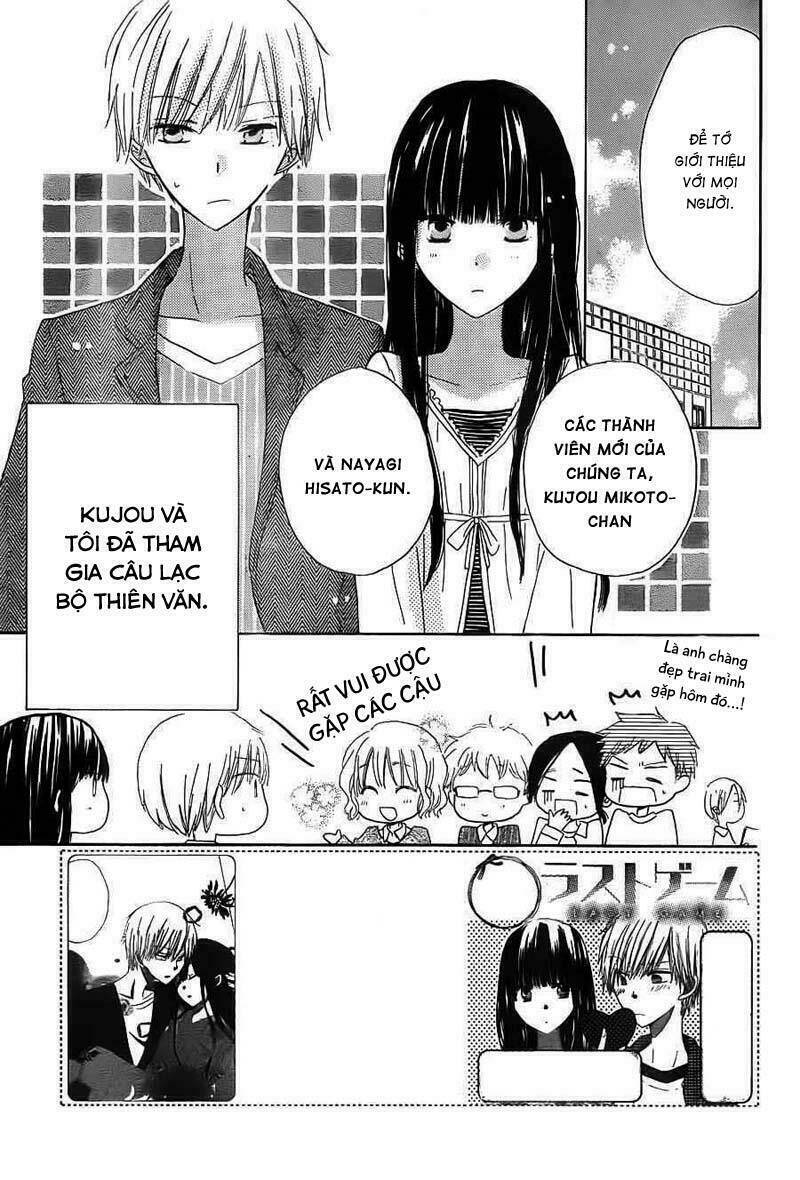 ĐỂ TỚ
GIỚI THIỆU
VỚI MỌI
NGƯỜI.
CÁC THÀNH
VIÊN MỚI CỦA
CHÚNG TA,
KUJOU MIKOTO-
CHAN
VÀ NAYAGI
HISATO-KUN.
KUJOU VÀ
TÔI ĐÃ THAM
GIA CÂU LẠC
BỘ THIÊN VĂN.
Là anh chàng
đẹp trai mình
gặp hôm đó...!
RẤT VUI ĐƯỢC
GẶP CÁC CẬU
ラストゲーム
LAST GAME